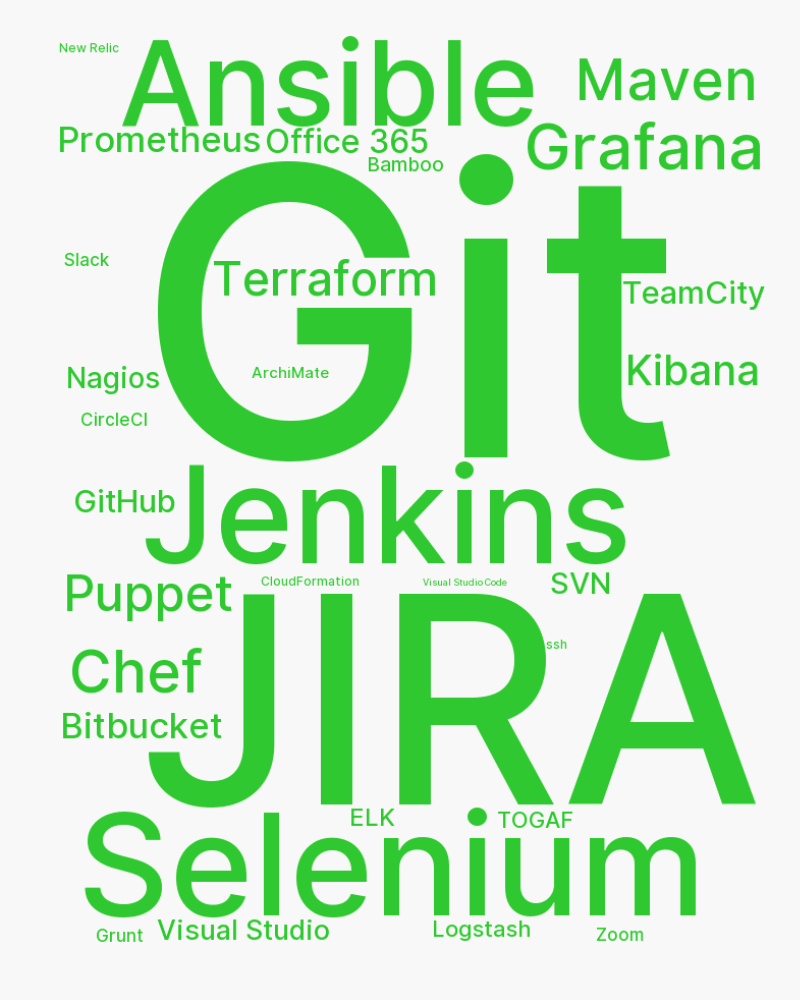 New Relic
Ansible
Maven
Prometheus
Office 365
Grafana
Bamboo
Git
Slack
Terraform
TeamCity
Nagios
ArchiMate
Kibana
CircleCI
Jenkins
GitHub
Puppet
CloudFormation
Visual Studio Code
SVN
JIRA
ssh
Chef
Bitbucket
ELK
TOGAF
Selenium
Grunt
Visual Studio
Logstash
Zoom